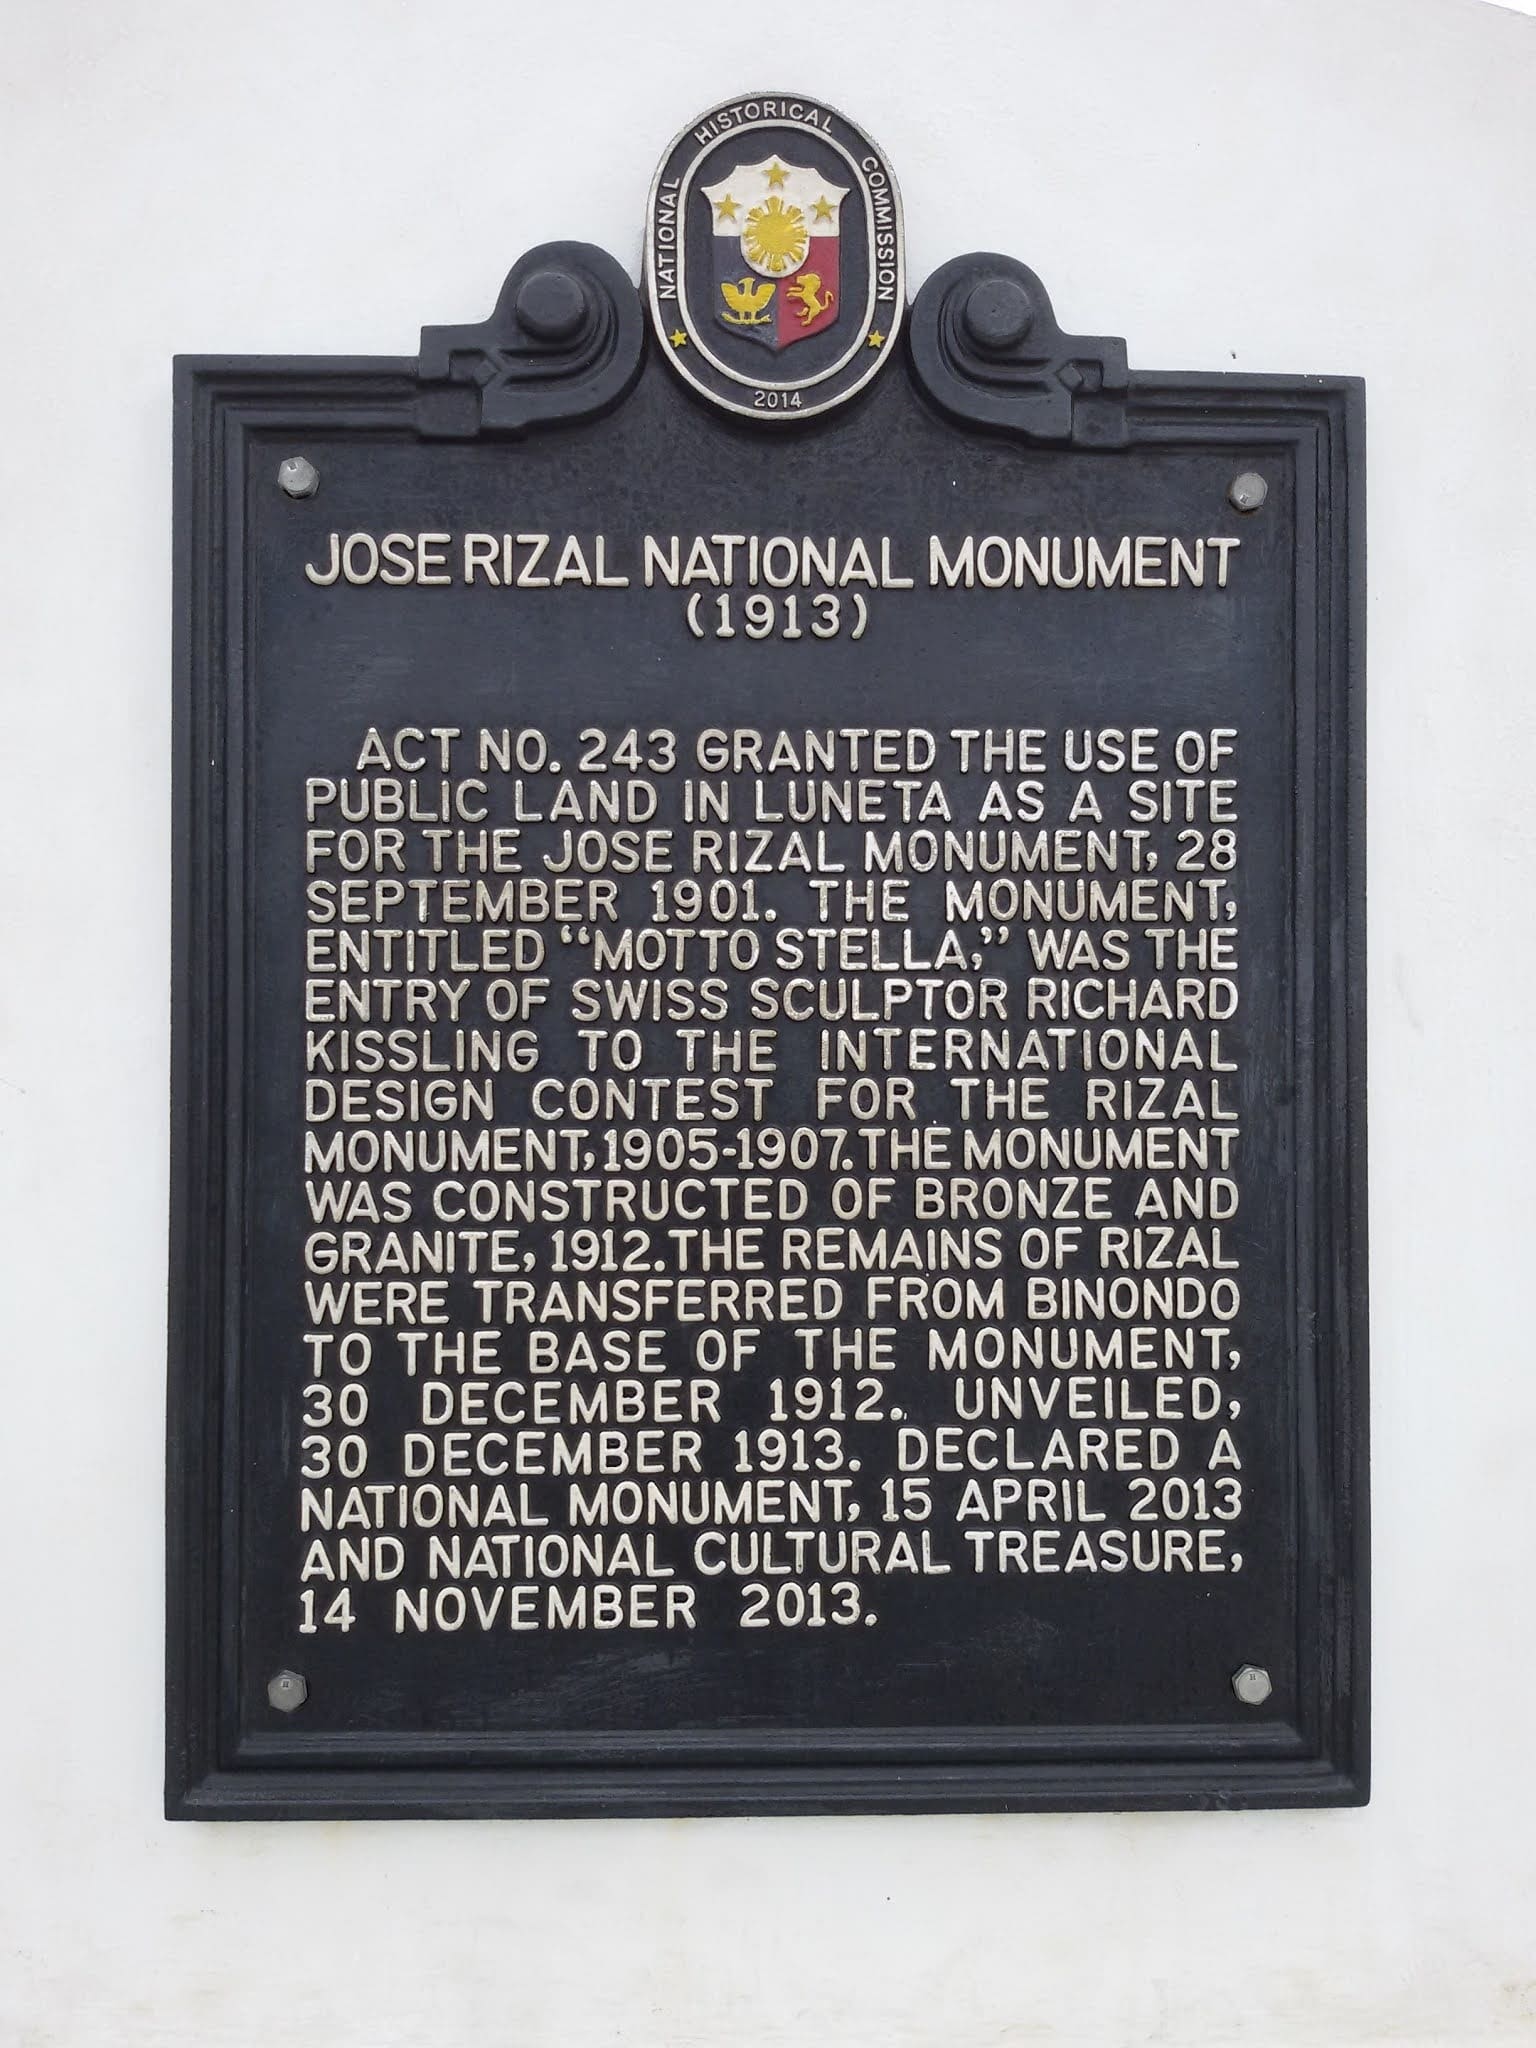 NATIONAL HISTORICAL COMMISSION
2014
JOSE RIZAL NATIONAL MONUMENT
(1913)
ACT NO. 243 GRANTED THE USE OF
PUBLIC LAND IN LUNETA AS A SITE
FOR THE JOSE RIZAL MONUMENT, 28
SEPTEMBER 1901. THE MONUMENT,
ENTITLED "MOTTO STELLA," WAS THE
ENTRY OF SWISS SCULPTOR RICHARD
KISSLING TO THE INTERNATIONAL
DESIGN CONTEST FOR THE RIZAL
MONUMENT, 1905-1907. THE MONUMENT
WAS CONSTRUCTED OF BRONZE AND
GRANITE, 1912. THE REMAINS OF RIZAL
WERE TRANSFERRED FROM BINONDO
TO THE BASE OF THE MONUMENT,
30 DECEMBER 1912. UNVEILED,
30 DECEMBER 1913. DECLARED A
NATIONAL MONUMENT, 15 APRIL 2013
AND NATIONAL CULTURAL TREASURE,
14 NOVEMBER 2013.